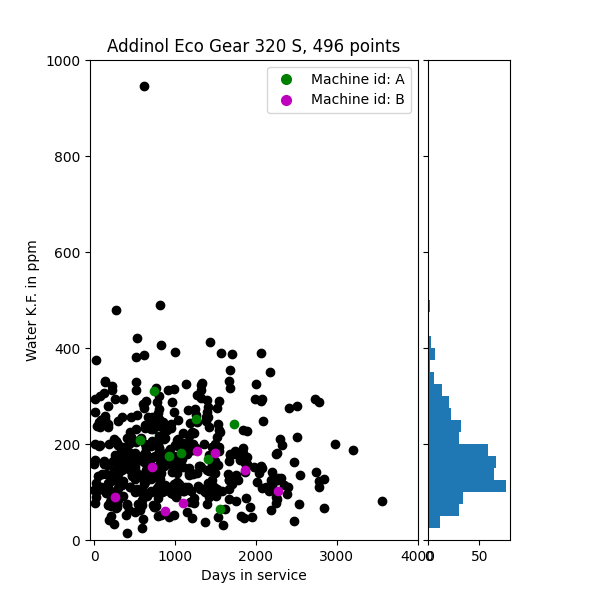 Addinol Eco Gear 320 S, 496 points
Machine id: A
Machine id: B
1000
800
600
400
200
0
Water K.F. in ppm
0 1000 2000 3000 4000
0 50
Days in service